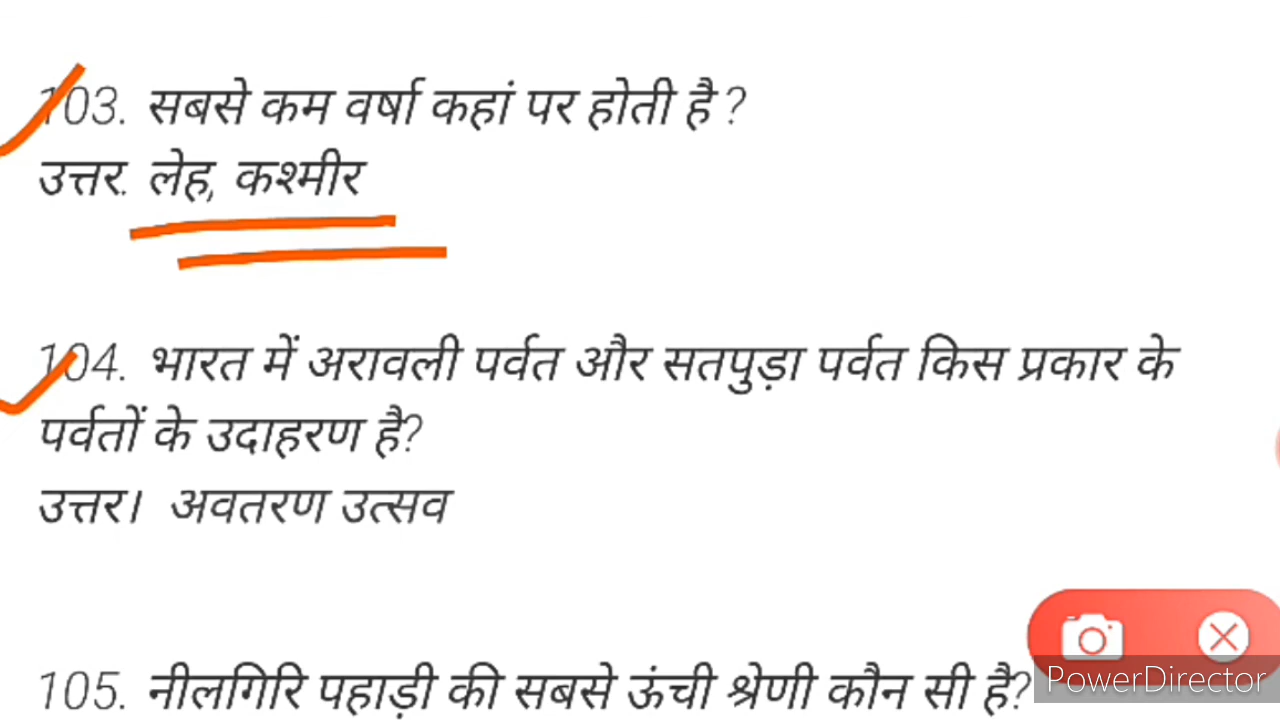 103. सबसे कम वर्षा कहां पर होती है ?
उत्तर. लेह, कश्मीर
104. भारत में अरावली पर्वत और सतपुड़ा पर्वत किस प्रकार के
पर्वतों के उदाहरण है?
उत्तर। अवतरण उत्सव
105. नीलगिरि पहाड़ी की सबसे ऊंची श्रेणी कौन सी है?
PowerDirector